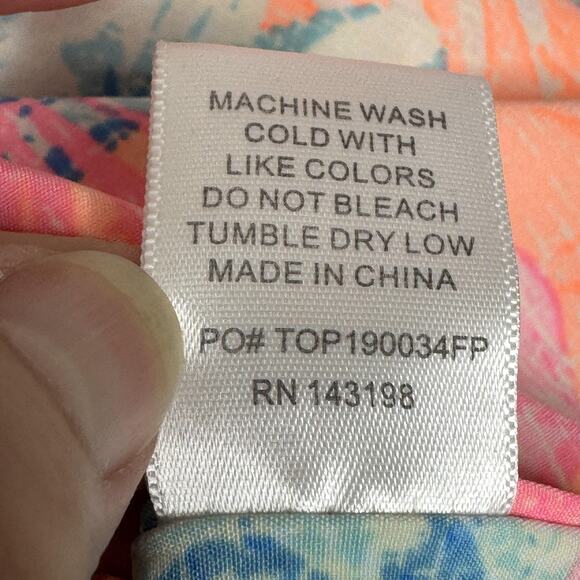 MACHINE WASH
COLD WITH
LIKE COLORS
DO NOT BLEACH
TUMBLE DRY LOW
MADE IN CHINA
PO# TOP190034FP
RN 143198